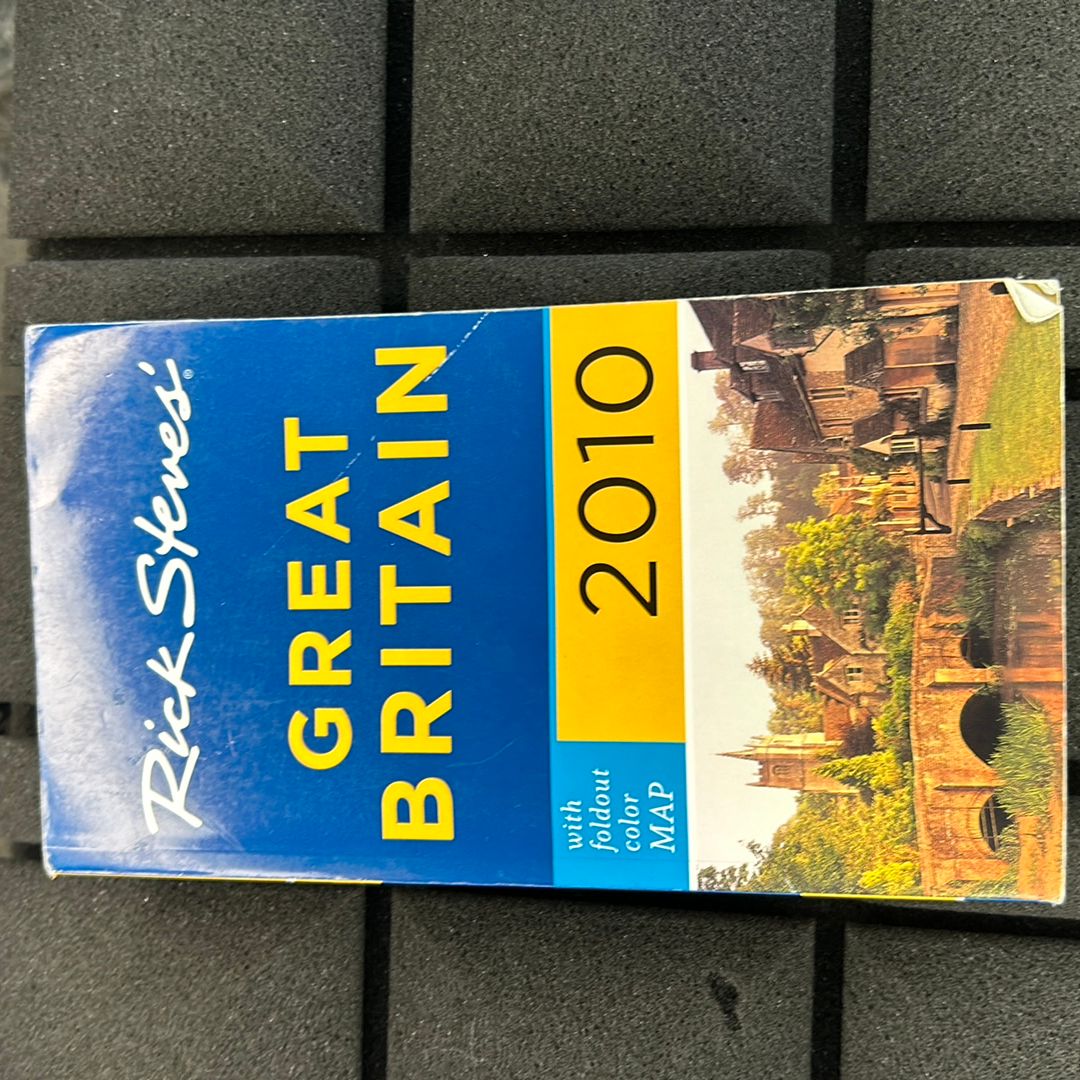 Rick Steves'®
GREAT
BRITAIN
with
foldout
color
MAP
2010